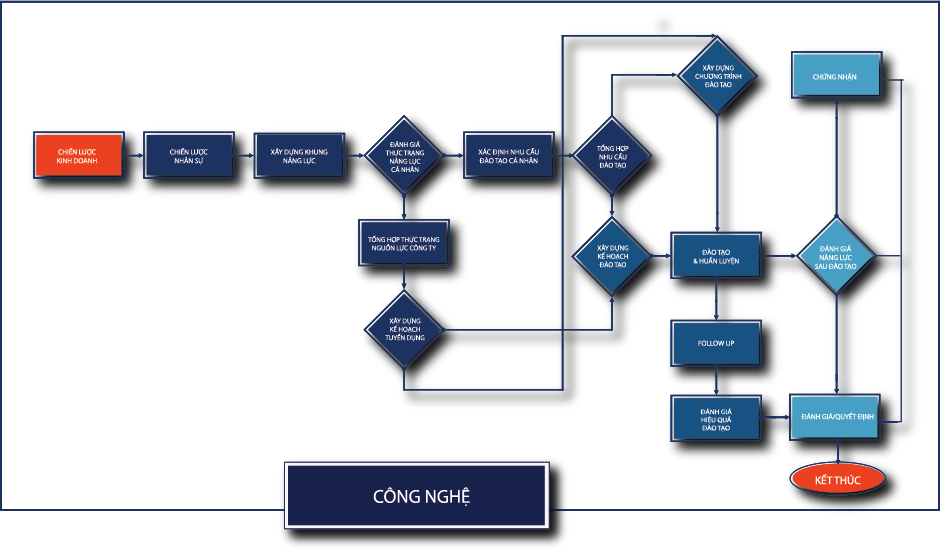 CHIẾN LƯỢC
KINH DOANH
CHIẾN LƯỢC
NHÂN SỰ
XÂY DỰNG KHUNG
NĂNG LỰC
ĐÁNH GIÁ
THỰC TRẠNG
NĂNG LỰC
CÁ NHÂN
XÁC ĐỊNH NHU CẦU
ĐÀO TẠO CÁ NHÂN
TỔNG HỢP
NHU CẦU
ĐÀO TẠO
XÂY DỰNG
CHƯƠNG TRÌNH
ĐÀO TẠO
CHỨNG NHẬN
TỔNG HỢP THỰC TRẠNG
NGUỒN LỰC CÔNG TY
XÂY DỰNG
KẾ HOẠCH
ĐÀO TẠO
ĐÀO TẠO
& HUẤN LUYỆN
ĐÁNH GIÁ
NĂNG LỰC
SAU ĐÀO TẠO
XÂY DỰNG
KẾ HOẠCH
TUYỂN DỤNG
FOLLOW UP
ĐÁNH GIÁ
HIỆU QUẢ
ĐÀO TẠO
ĐÁNH GIÁ/QUYẾT ĐỊNH
KẾT THÚC
CÔNG NGHỆ